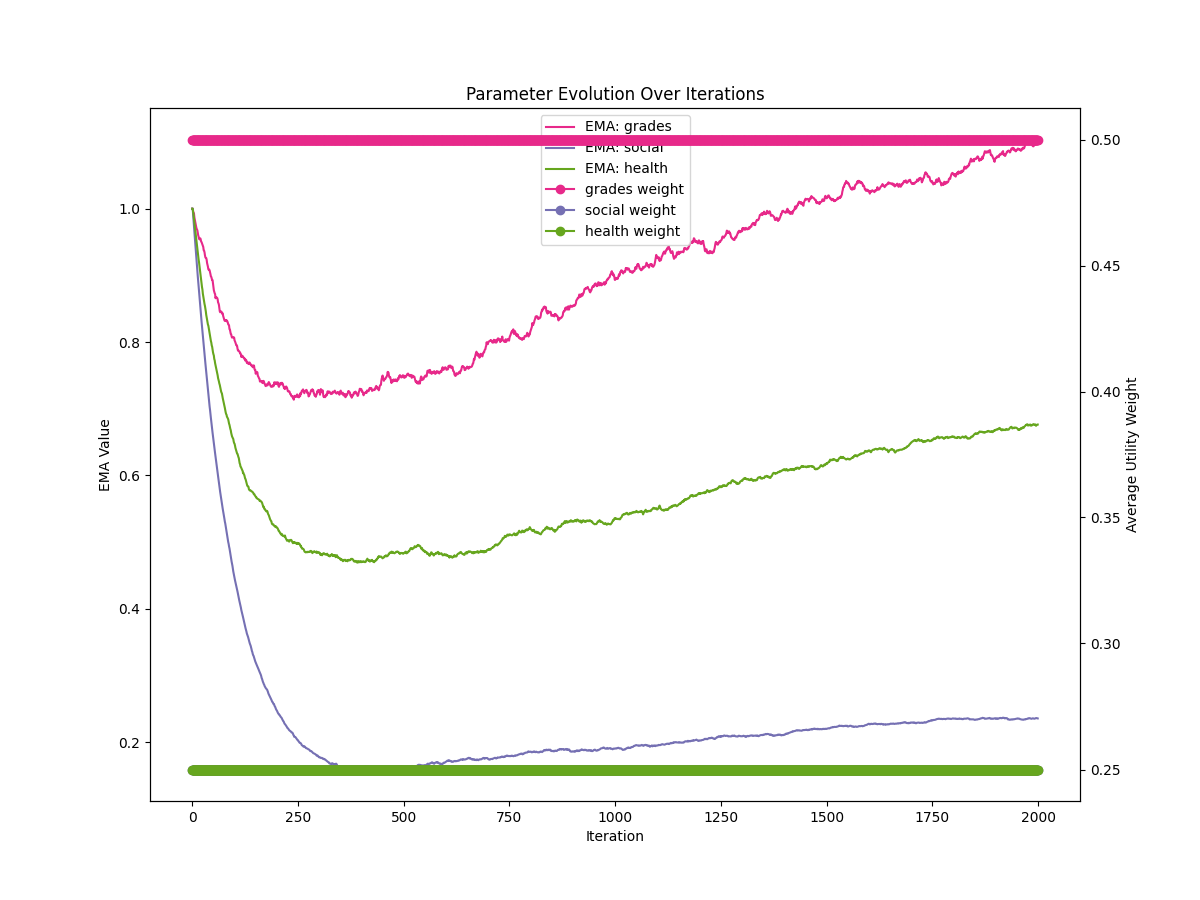 Parameter Evolution Over Iterations
EMA: grades
EMA: social
EMA: health
grades weight
social weight
health weight
1.0
0.8
0.6
0.4
0.2
EMA Value
0.50
0.45
0.40
0.35
0.30
0.25
Average Utility Weight
0 250 500 750 1000 1250 1500 1750 2000
Iteration